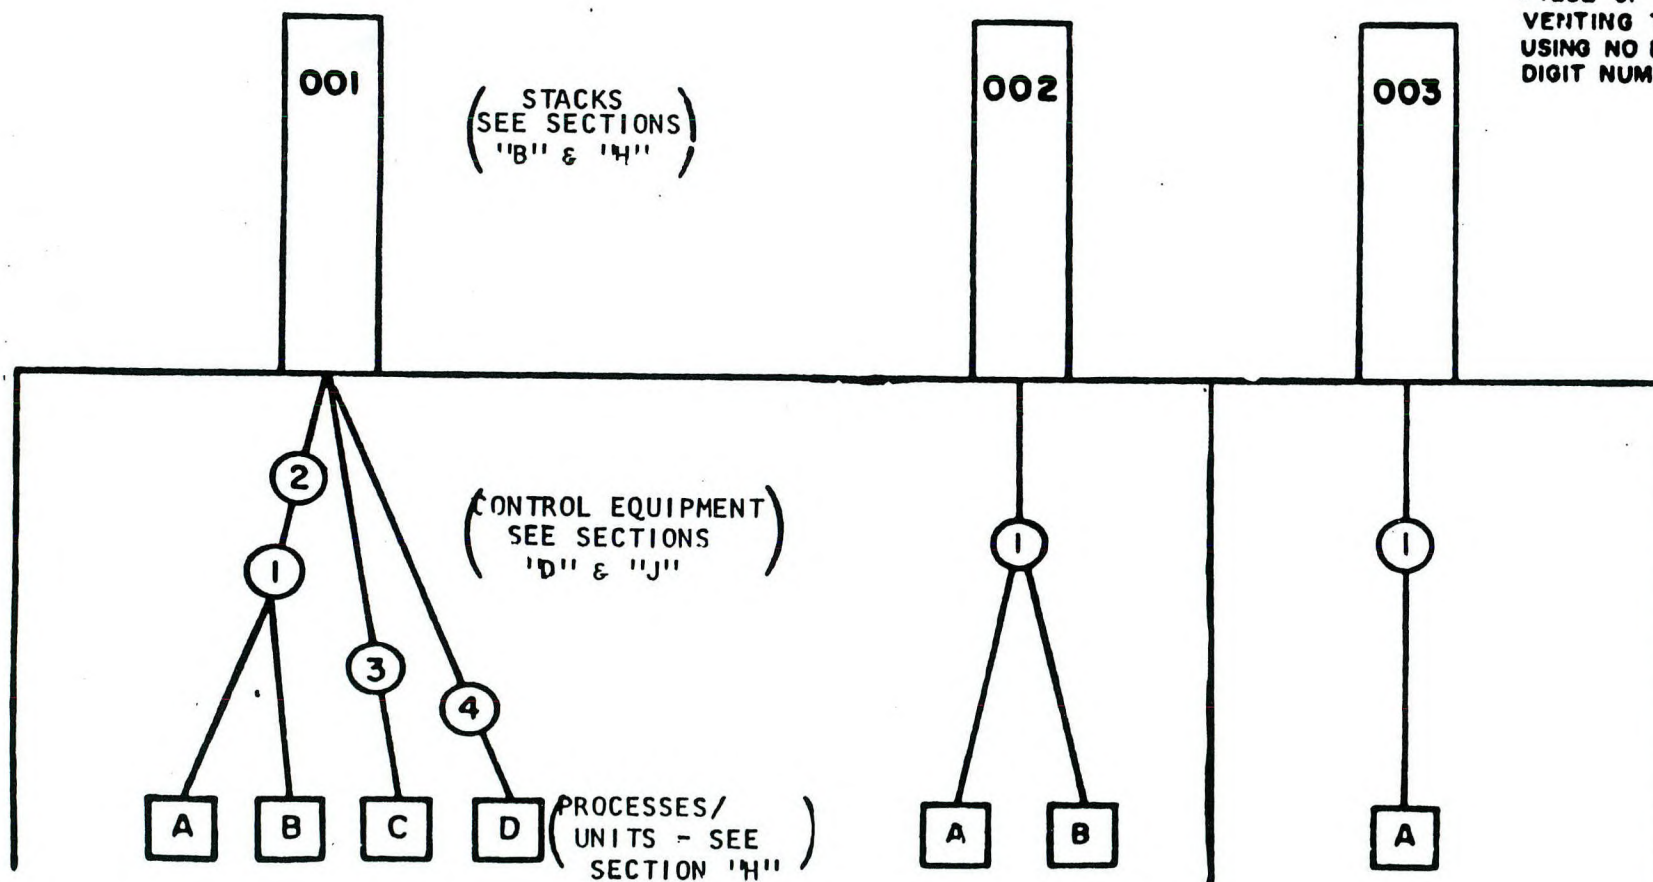 VENTING
USING NO
DIGIT NUM
001
002
003
(STACKS
SEE SECTIONS
"B" & "H")
2
1
3
4
(CONTROL EQUIPMENT
SEE SECTIONS
"D" & "J")
1
1
A
B
C
D
(PROCESSES/
UNITS - SEE
SECTION "H")
A
B
A